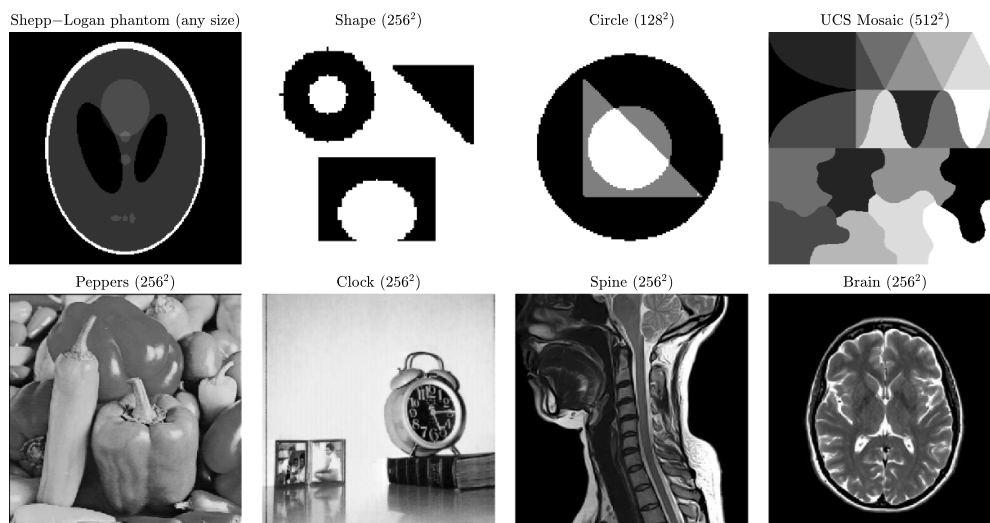 Shepp−Logan phantom (any size)
Shape (256²)
Circle (128²)
UCS Mosaic (512²)
Peppers (256²)
Clock (256²)
Spine (256²)
Brain (256²)